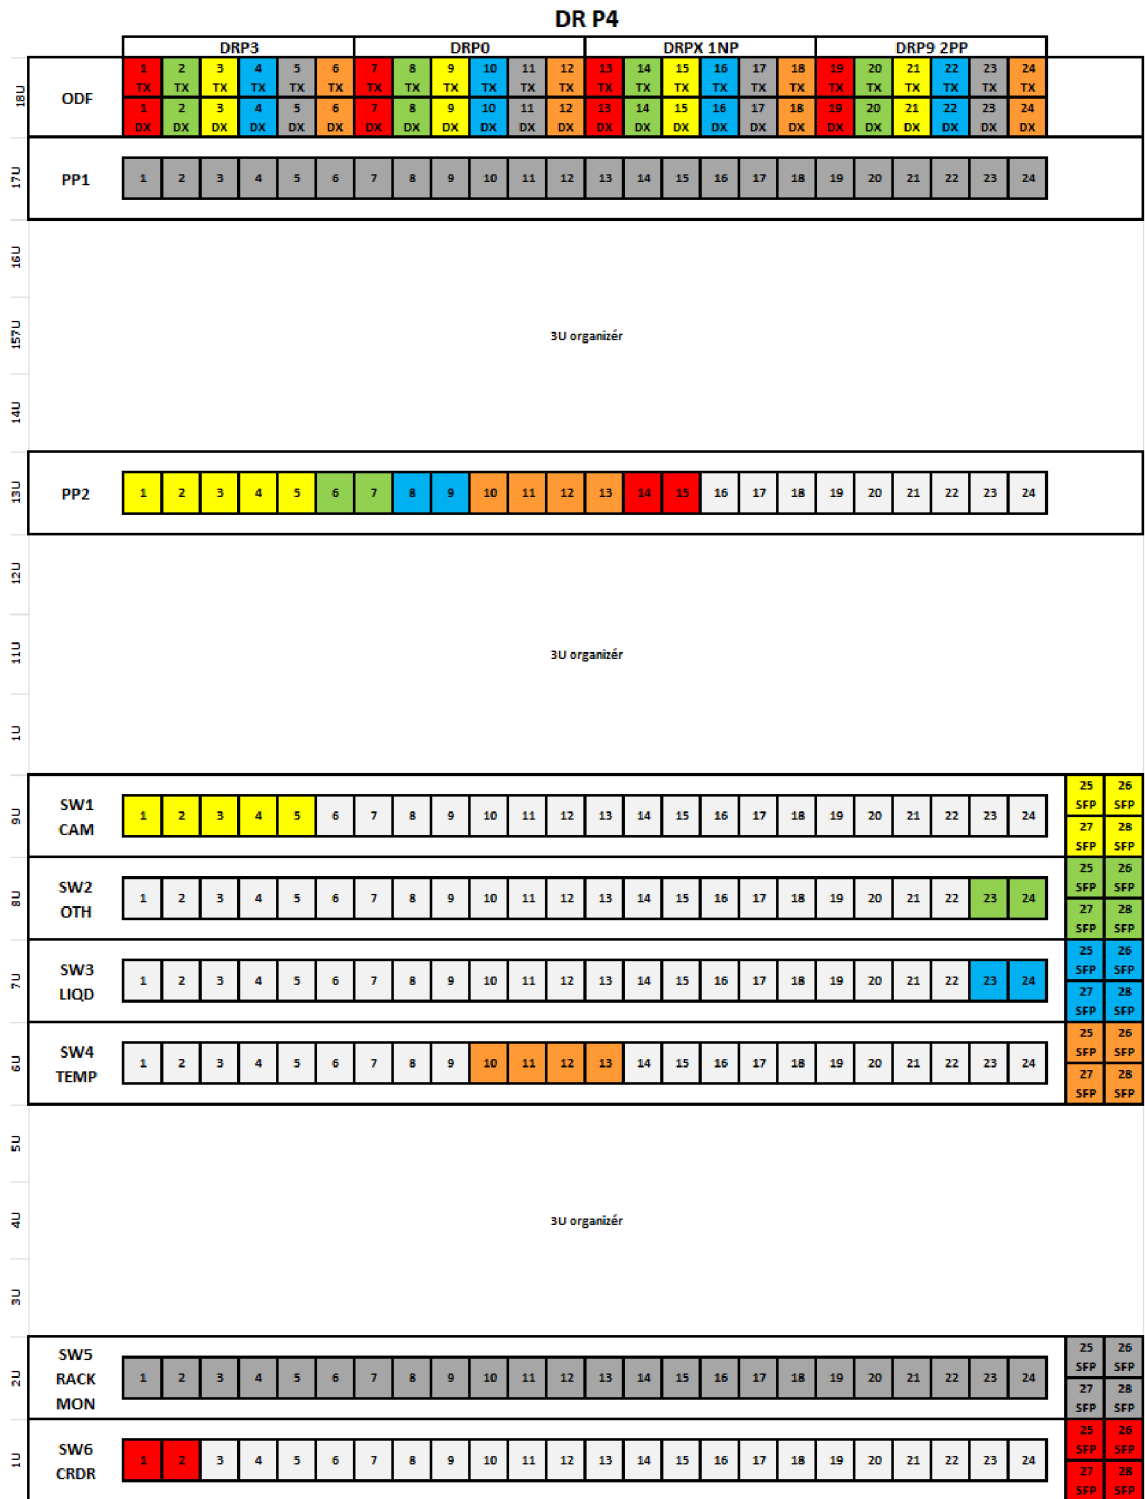 DR P4
DRP3 DRP0 DRPX 1NP DRP9 2PP
18U ODF
1 TX 2 TX 3 TX 4 TX 5 TX 6 TX 7 TX 8 TX 9 TX 10 TX 11 TX 12 TX 13 TX 14 TX 15 TX 16 TX 17 TX 18 TX 19 TX 20 TX 21 TX 22 TX 23 TX 24 TX
1 DX 2 DX 3 DX 4 DX 5 DX 6 DX 7 DX 8 DX 9 DX 10 DX 11 DX 12 DX 13 DX 14 DX 15 DX 16 DX 17 DX 18 DX 19 DX 20 DX 21 DX 22 DX 23 DX 24 DX
17U PP1 1 2 3 4 5 6 7 8 9 10 11 12 13 14 15 16 17 18 19 20 21 22 23 24
16U
157U 3U organizér
14U
13U PP2 1 2 3 4 5 6 7 8 9 10 11 12 13 14 15 16 17 18 19 20 21 22 23 24
12U
11U 3U organizér
1U
9U SW1 CAM 1 2 3 4 5 6 7 8 9 10 11 12 13 14 15 16 17 18 19 20 21 22 23 24
25 SFP 26 SFP
27 SFP 28 SFP
8U SW2 OTH 1 2 3 4 5 6 7 8 9 10 11 12 13 14 15 16 17 18 19 20 21 22 23 24
25 SFP 26 SFP
27 SFP 28 SFP
7U SW3 LIQD 1 2 3 4 5 6 7 8 9 10 11 12 13 14 15 16 17 18 19 20 21 22 23 24
25 SFP 26 SFP
27 SFP 28 SFP
6U SW4 TEMP 1 2 3 4 5 6 7 8 9 10 11 12 13 14 15 16 17 18 19 20 21 22 23 24
25 SFP 26 SFP
27 SFP 28 SFP
5U
4U 3U organizér
3U
2U SW5 RACK MON 1 2 3 4 5 6 7 8 9 10 11 12 13 14 15 16 17 18 19 20 21 22 23 24
25 SFP 26 SFP
27 SFP 28 SFP
1U SW6 CRDR 1 2 3 4 5 6 7 8 9 10 11 12 13 14 15 16 17 18 19 20 21 22 23 24
25 SFP 26 SFP
27 SFP 28 SFP